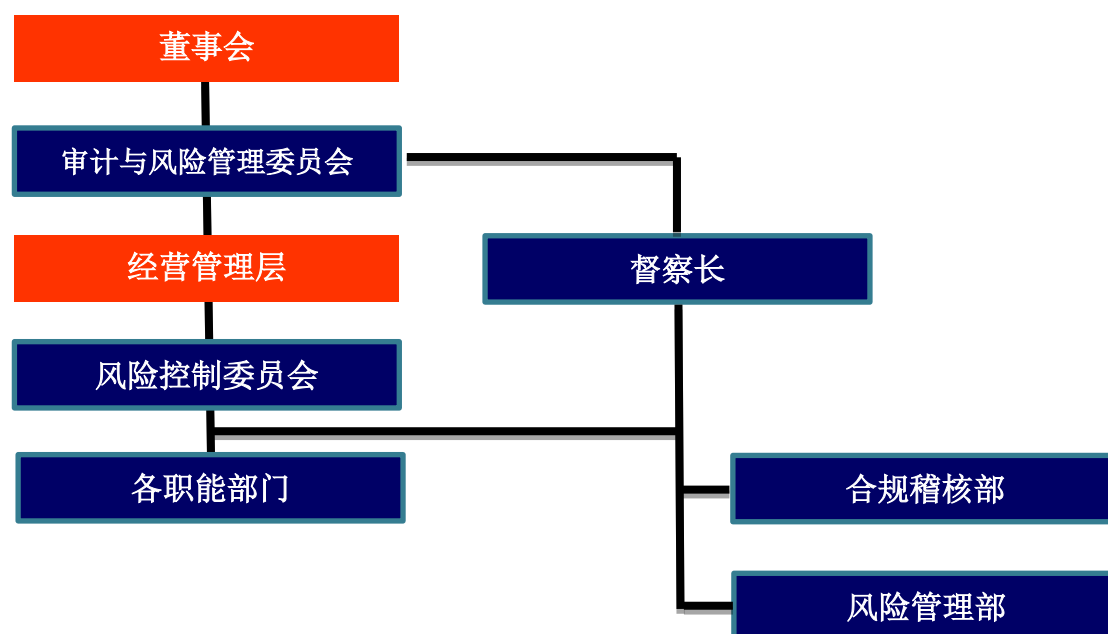 董事会
审计与风险管理委员会
经营管理层
督察长
风险控制委员会
各职能部门
合规稽核部
风险管理部